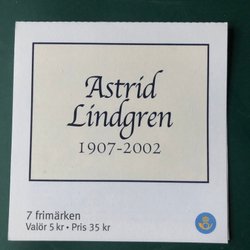 Astrid
Lindgren
1907-2002
7 frimärken
Valör 5 kr • Pris 35 kr